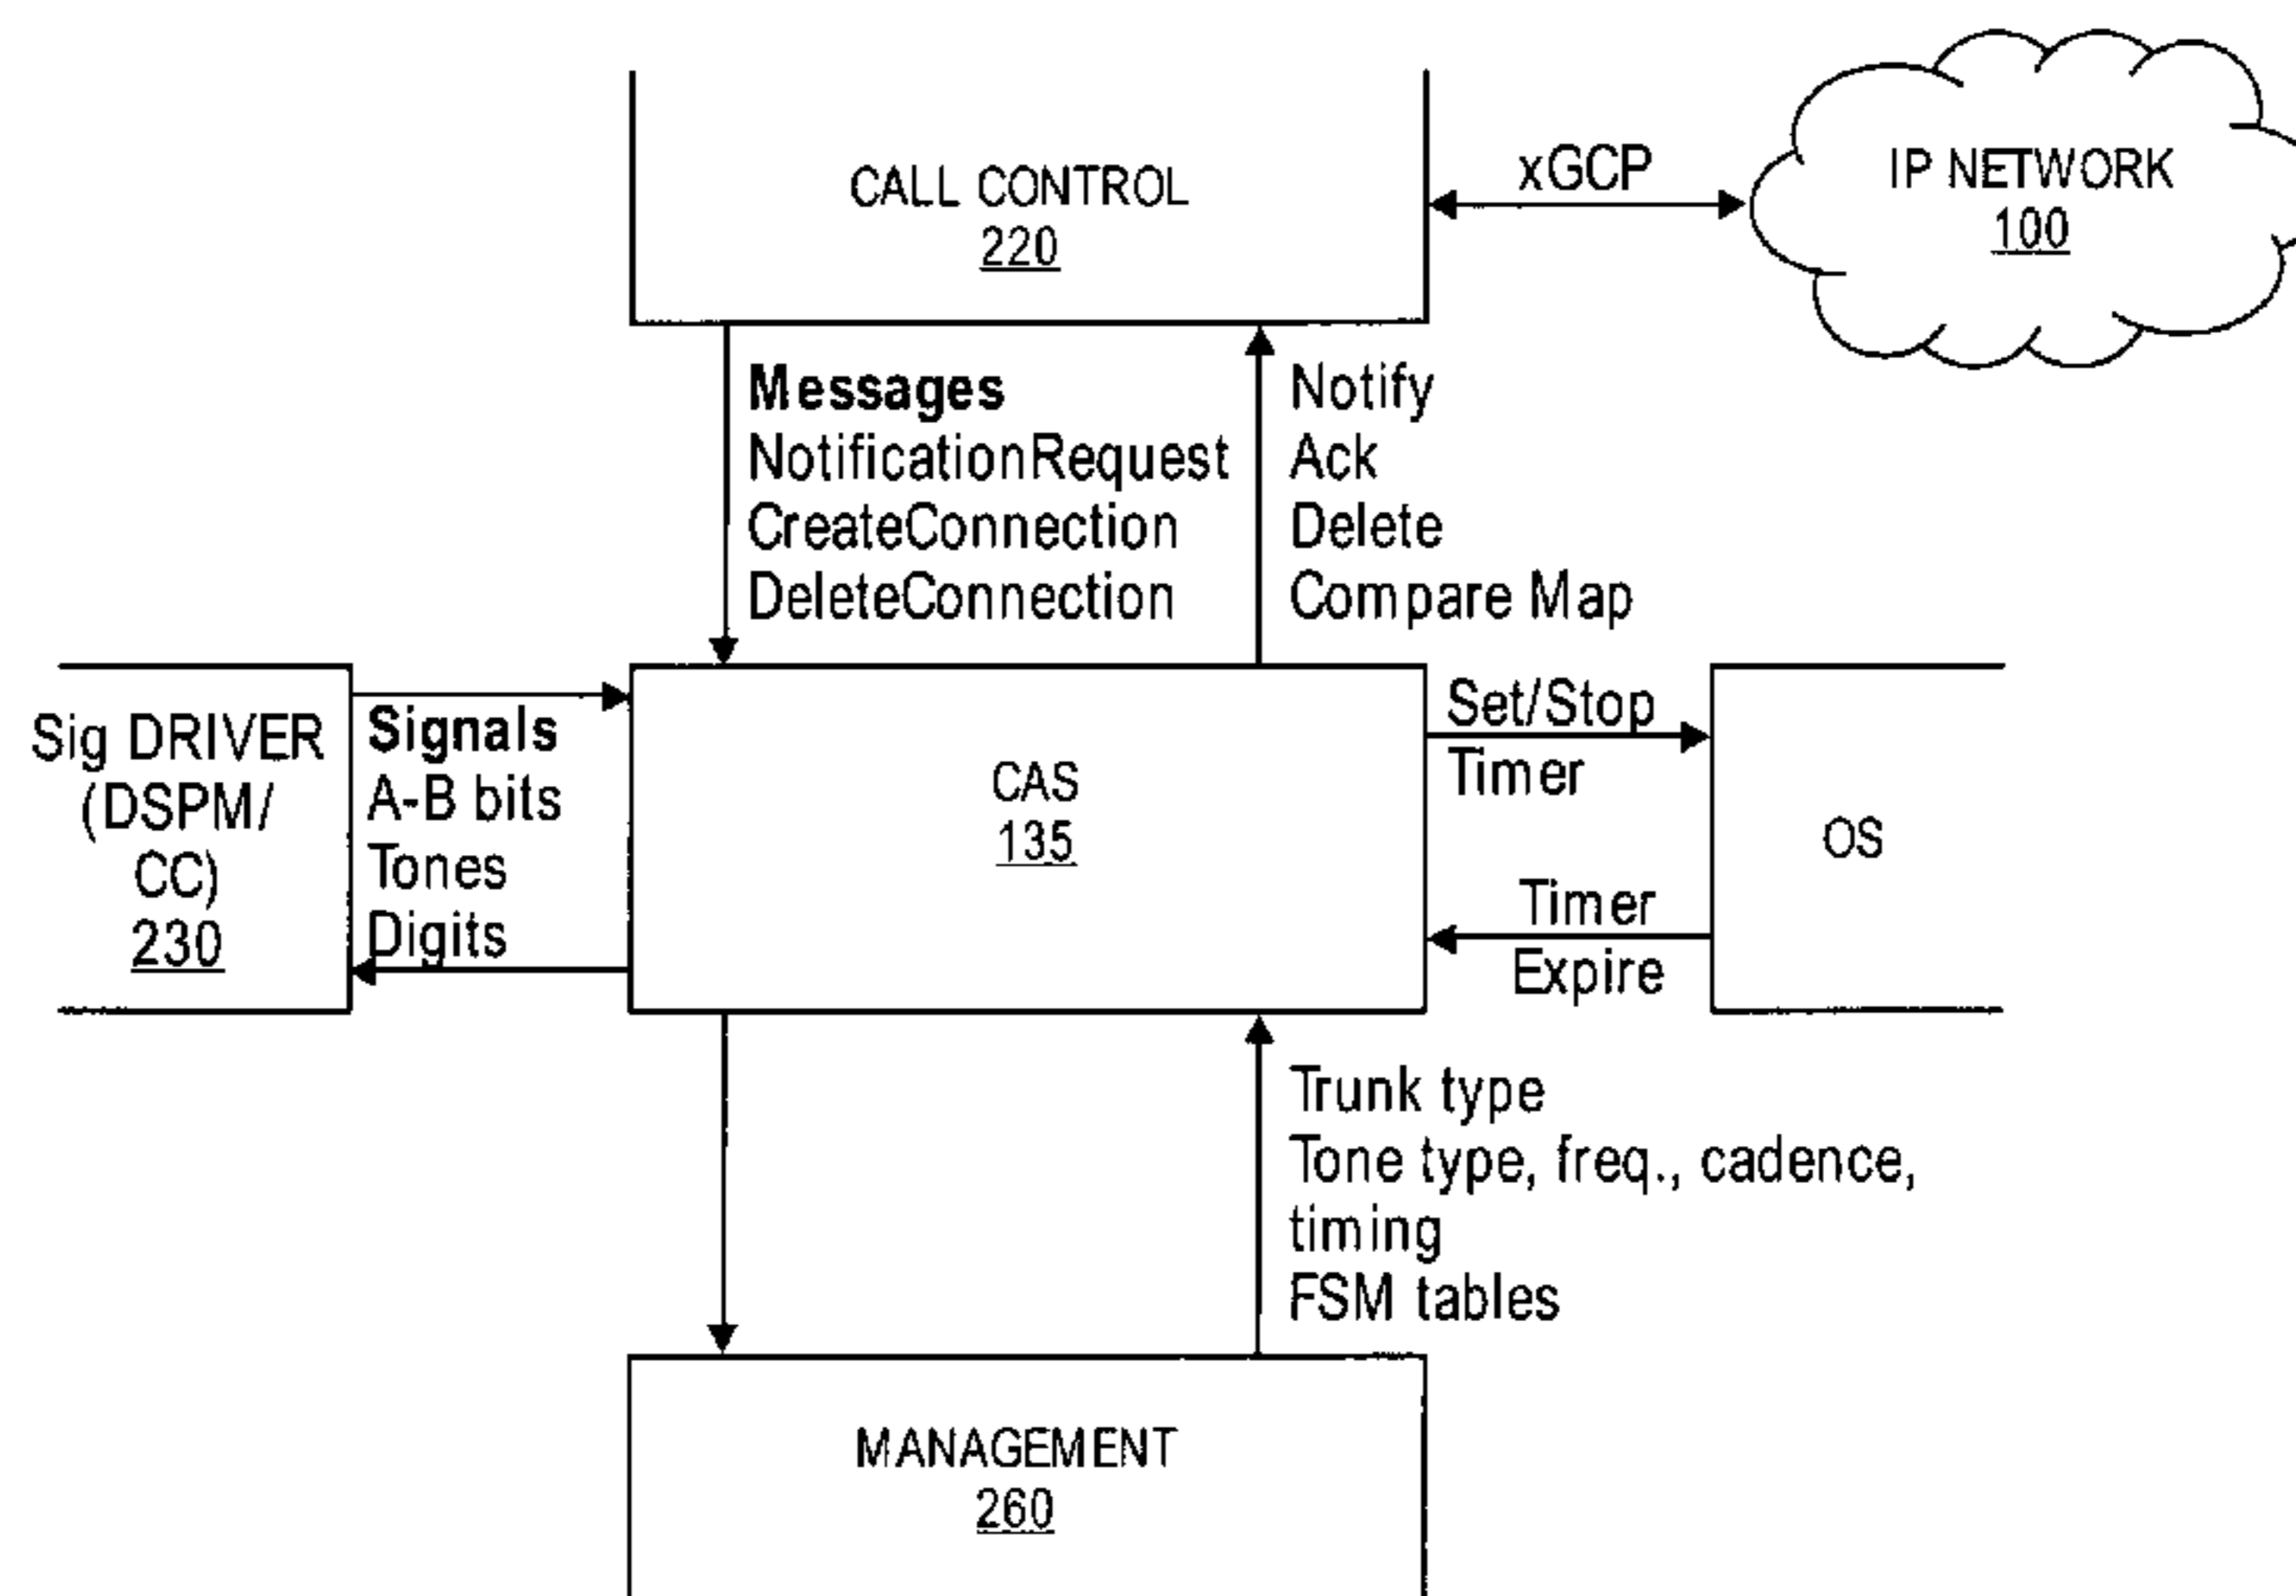 CALL CONTROL
220
xGCP
IP NETWORK
100
Messages
NotificationRequest
CreateConnection
DeleteConnection
Notify
Ack
Delete
Compare Map
Sig DRIVER
(DSPM/
CC)
230
Signals
A-B bits
Tones
Digits
CAS
135
Set/Stop
Timer
Timer
Expire
OS
Trunk type
Tone type, freq., cadence,
timing
FSM tables
MANAGEMENT
260